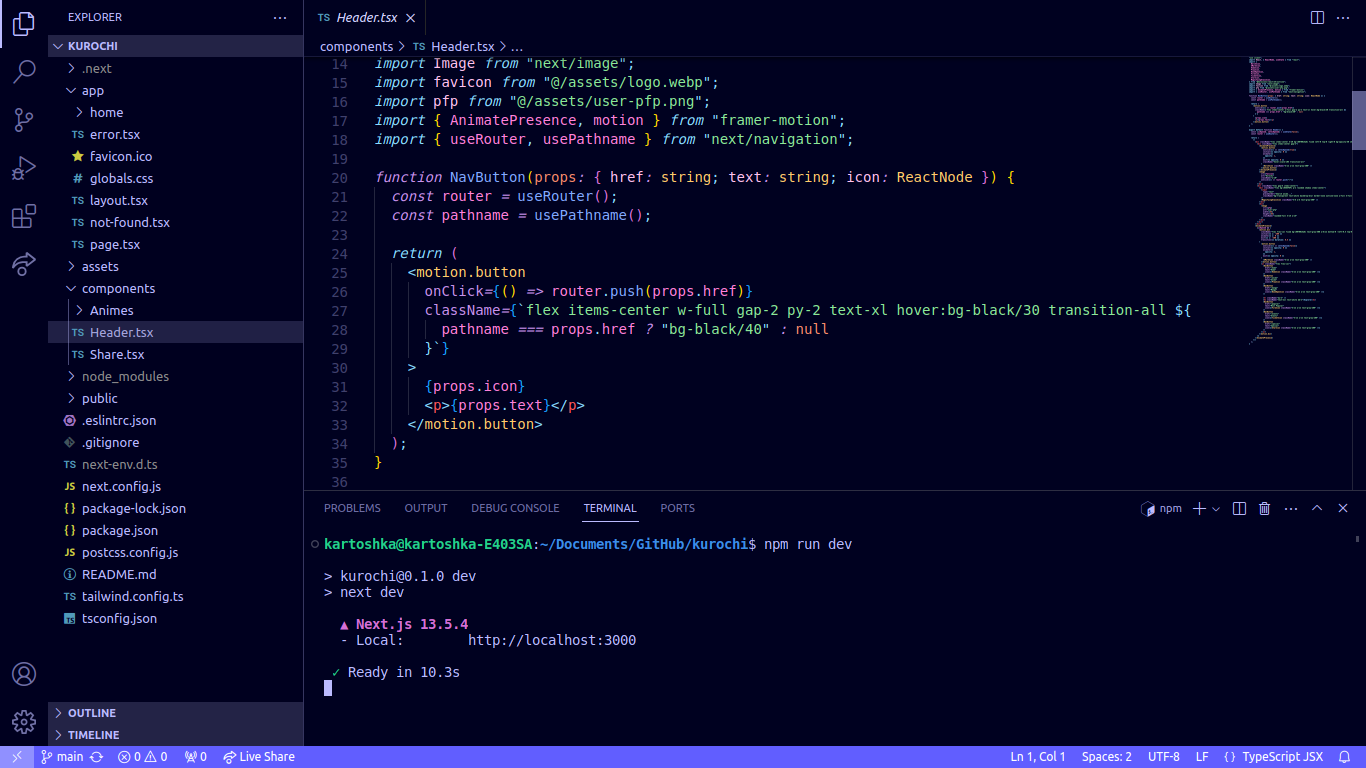 EXPLORER
KUROCHI
.next
app
home
error.tsx
favicon.ico
globals.css
layout.tsx
not-found.tsx
page.tsx
assets
components
Animes
Header.tsx
Share.tsx
node_modules
public
.eslintrc.json
.gitignore
next-env.d.ts
next.config.js
package-lock.json
package.json
postcss.config.js
README.md
tailwind.config.ts
tsconfig.json
OUTLINE
TIMELINE
TS Header.tsx
components > TS Header.tsx > ...
14 import Image from "next/image";
15 import favicon from "@/assets/logo.webp";
16 import pfp from "@/assets/user-pfp.png";
17 import { AnimatePresence, motion } from "framer-motion";
18 import { useRouter, usePathname } from "next/navigation";
19
20 function NavButton(props: { href: string; text: string; icon: ReactNode }) {
21 const router = useRouter();
22 const pathname = usePathname();
23
24 return (
25 <motion.button
26 onClick={() => router.push(props.href)}
27 className={`flex items-center w-full gap-2 py-2 text-xl hover:bg-black/30 transition-all ${
28 pathname === props.href ? "bg-black/40" : null
29 }`}
30 >
31 {props.icon}
32 <p>{props.text}</p>
33 </motion.button>
34 );
35 }
36
PROBLEMS OUTPUT DEBUG CONSOLE TERMINAL PORTS npm
kartoshka@kartoshka-E403SA:~/Documents/GitHub/kurochi$ npm run dev
> kurochi@0.1.0 dev
> next dev
▲ Next.js 13.5.4
- Local: http://localhost:3000
✓ Ready in 10.3s
main 0 0 0 Live Share Ln 1, Col 1 Spaces: 2 UTF-8 LF { } TypeScript JSX